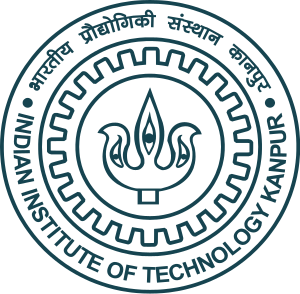 भारतीय प्रौद्योगिकी संस्थान कानपुर
INDIAN INSTITUTE OF TECHNOLOGY KANPUR